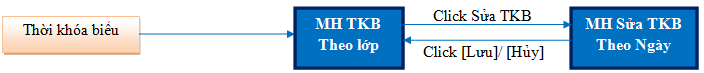 Thời khóa biểu
MH TKB
Theo lớp
Click Sửa TKB
Click [Lưu]/ [Hủy]
MH Sửa TKB
Theo Ngày